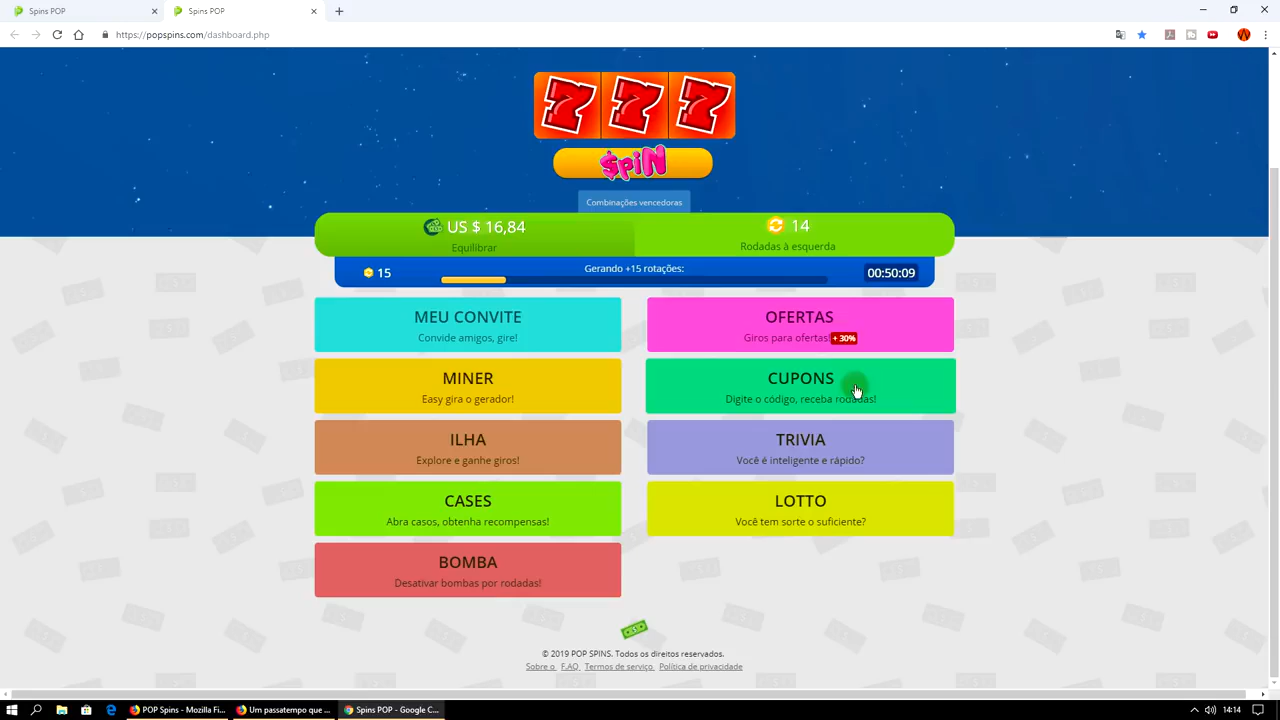 Spins POP
Spins POP
https://popspins.com/dashboard.php
7 7 7
$piN
Combinações vencedoras
US $ 16,84
Equilibrar
14
Rodadas à esquerda
15
Gerando +15 rotações:
00:50:09
MEU CONVITE
Convide amigos, gire!
OFERTAS
Giros para ofertas! + 30%
MINER
Easy gira o gerador!
CUPONS
Digite o código, receba rodadas!
ILHA
Explore e ganhe giros!
TRIVIA
Você é inteligente e rápido?
CASES
Abra casos, obtenha recompensas!
LOTTO
Você tem sorte o suficiente?
BOMBA
Desativar bombas por rodadas!
© 2019 POP SPINS. Todos os direitos reservados.
Sobre o F.AQ. Termos de serviço Política de privacidade
POP Spins - Mozilla Fi...
Um passatempo que ...
Spins POP - Google C...
14:14